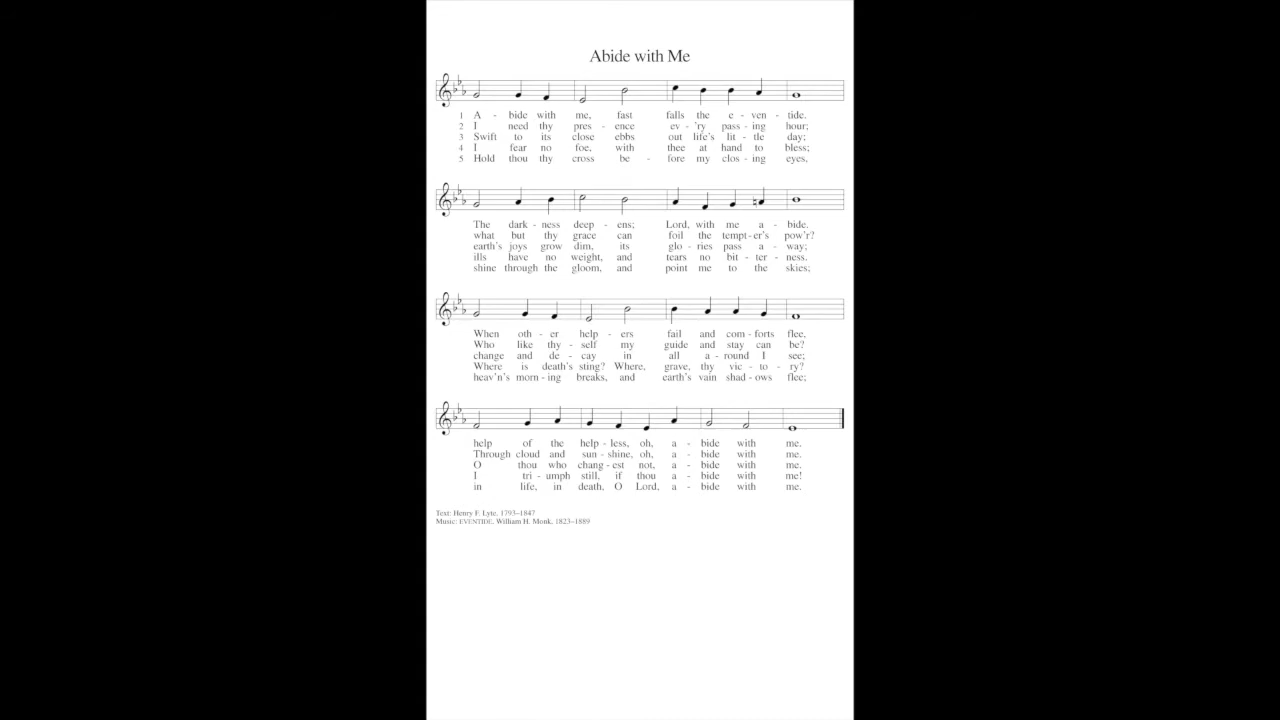 Abide with Me
1 A - bide with me, fast falls the e - ven - tide.
2 I need thy pres - ence ev - 'ry pass - ing hour;
3 Swift to its close ebbs out life's lit - tle day;
4 I fear no foe, with thee at hand to bless;
5 Hold thou thy cross be - fore my clos - ing eyes,
The dark - ness deep - ens; Lord, with me a - bide.
what but thy grace can foil the tempt - er's pow'r?
earth's joys grow dim, its glo - ries pass a - way;
ills have no weight, and tears no bit - ter - ness.
shine through the gloom, and point me to the skies;
When oth - er help - ers fail and com - forts flee,
Who like thy - self my guide and stay can be?
change and de - cay in all a - round I see;
Where is death's sting? Where, grave, thy vic - to - ry?
heav'n's morn - ing breaks, and earth's vain shad - ows flee;
help of the help - less, oh, a - bide with me.
Through cloud and sun - shine, oh, a - bide with me.
O thou who chang - est not, a - bide with me.
I tri - umph still, if thou a - bide with me!
in life, in death, O Lord, a - bide with me.
Text: Henry F. Lyte, 1793–1847
Music: EVENTIDE, William H. Monk, 1823–1889